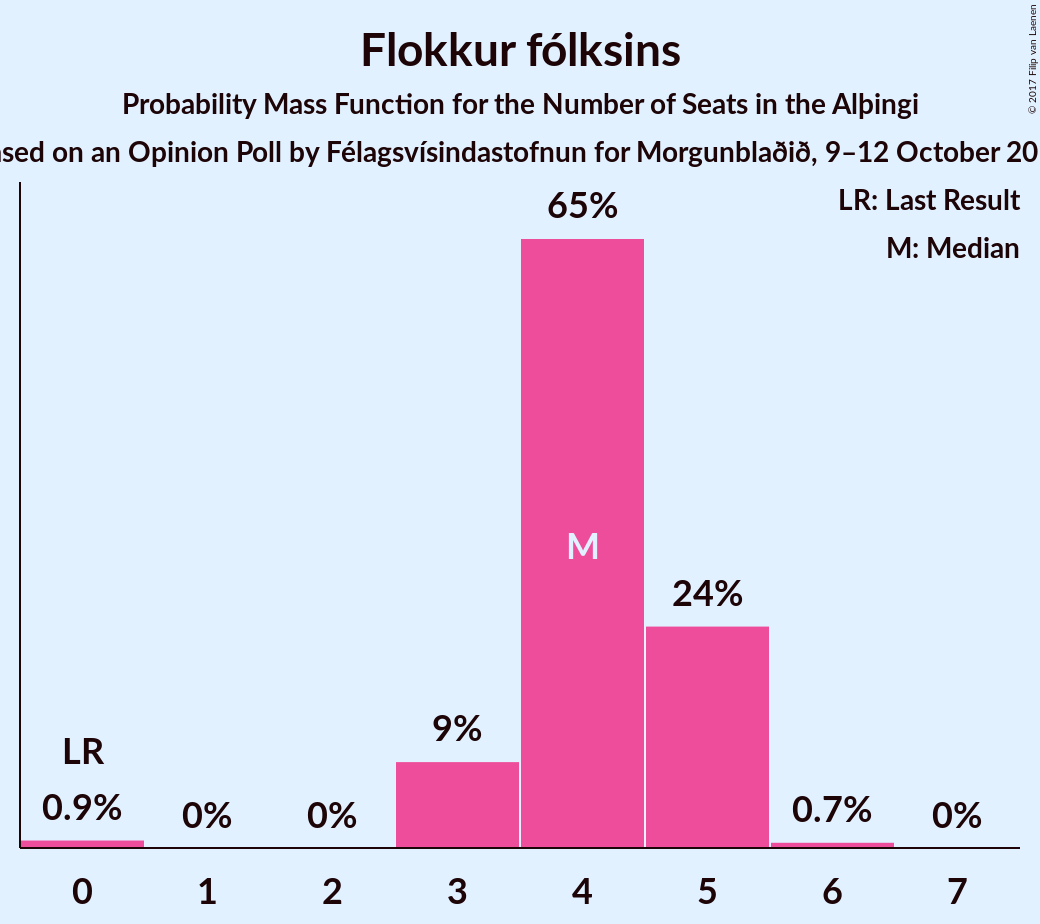 Flokkur fólksins
Probability Mass Function for the Number of Seats in the Alþingi
on an Opinion Poll by Félagsvísindastofnun for Morgunblaðið, 9–12 October
LR: Last Result
M: Median
65%
M
24%
9%
LR
0.9%
0%
0%
0.7%
0%
0 1 2 3 4 5 6 7
© 2017 Filip van Laenen